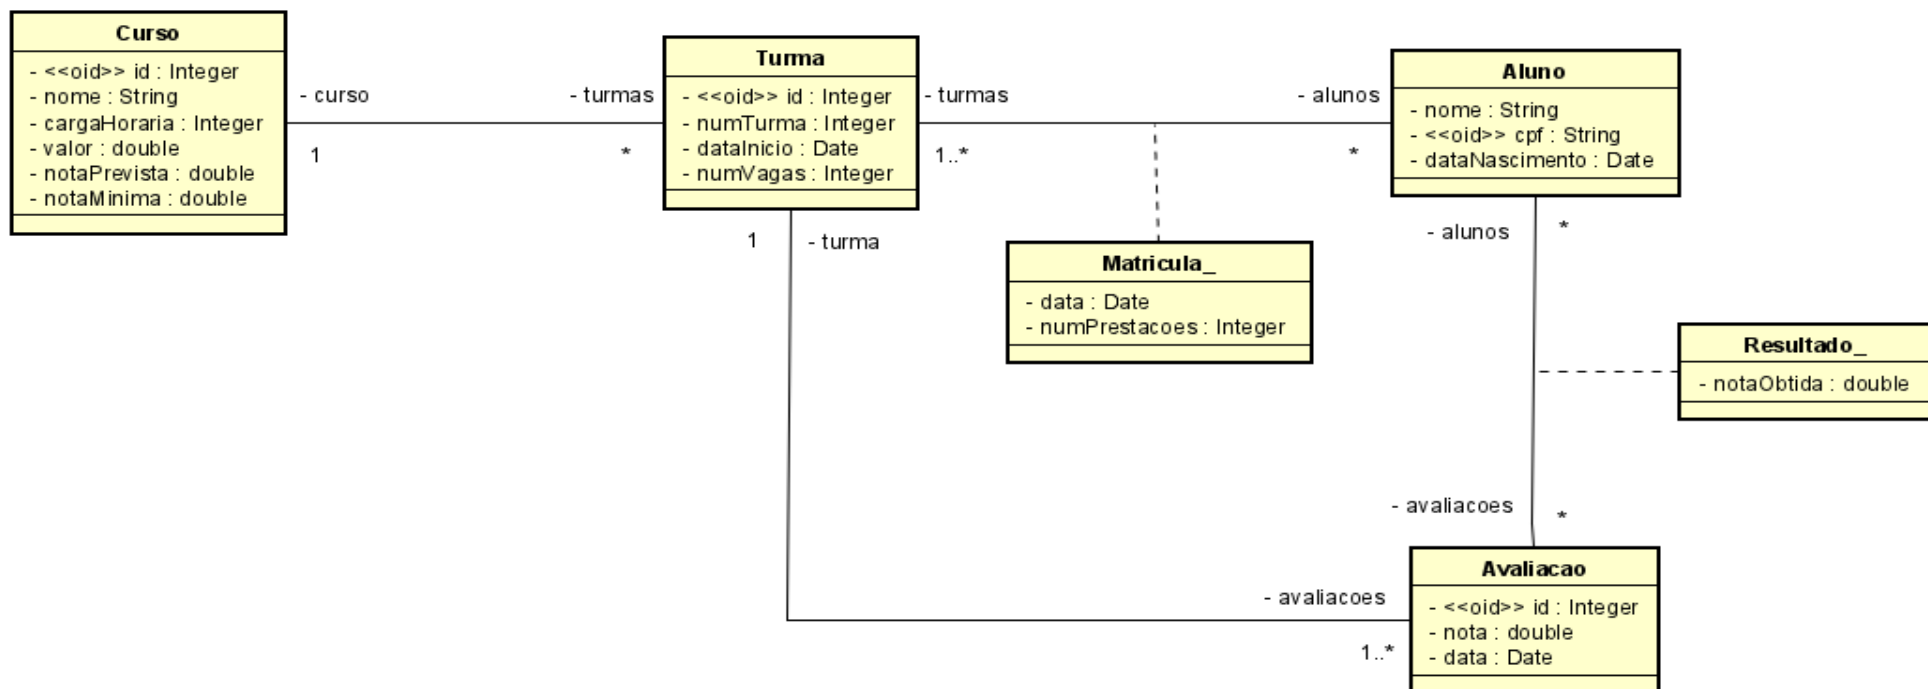 Curso
- <<oid>> id : Integer
- nome : String
- cargaHoraria : Integer
- valor : double
- notaPrevista : double
- notaMinima : double
- curso
1
- turmas
*
Turma
- <<oid>> id : Integer
- numTurma : Integer
- dataInicio : Date
- numVagas : Integer
- turmas
1..*
- alunos
*
Aluno
- nome : String
- <<oid>> cpf : String
- dataNascimento : Date
1
- turma
- alunos
*
Matricula_
- data : Date
- numPrestacoes : Integer
Resultado_
- notaObtida : double
- avaliacoes
*
- avaliacoes
1..*
Avaliacao
- <<oid>> id : Integer
- nota : double
- data : Date